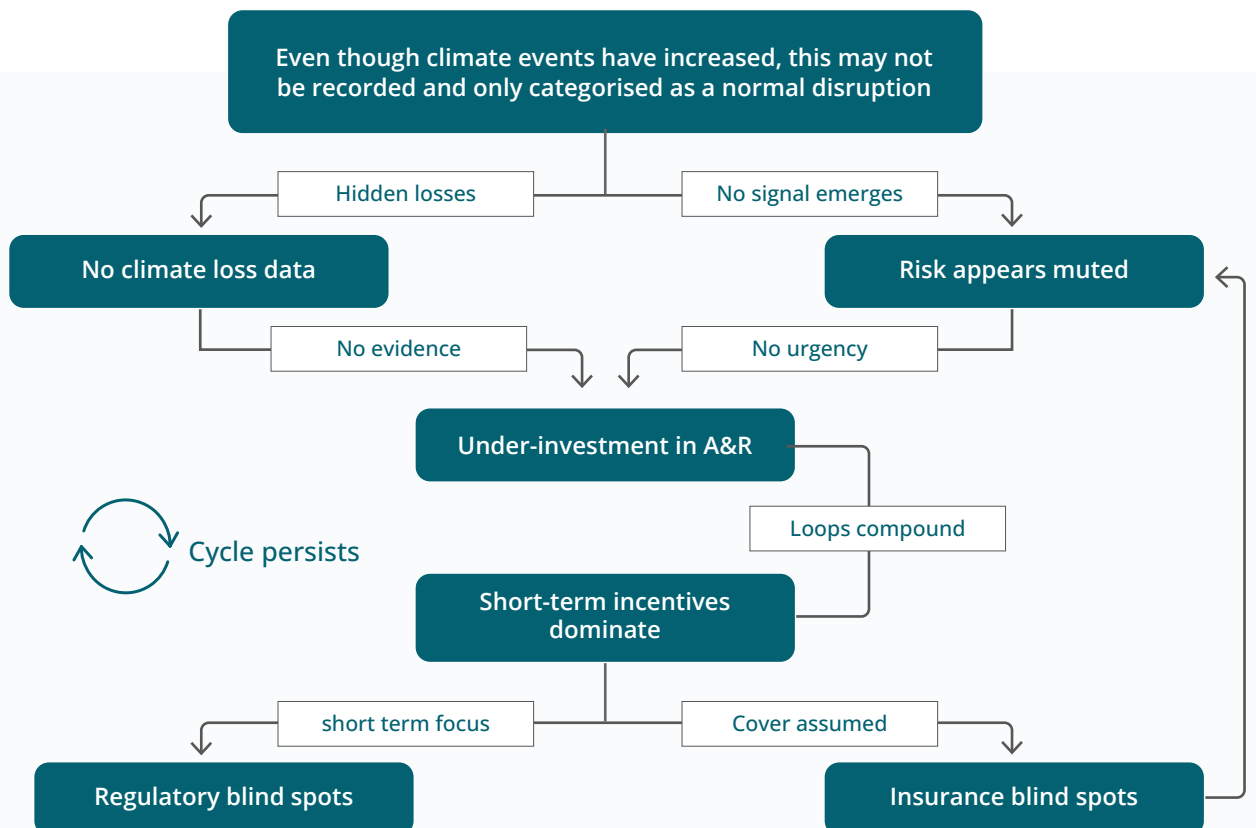 Even though climate events have increased, this may not
be recorded and only categorised as a normal disruption
Hidden losses
No signal emerges
No climate loss data
Risk appears muted
No evidence
No urgency
Under-investment in A&R
Loops compound
Cycle persists
Short-term incentives
dominate
short term focus
Cover assumed
Regulatory blind spots
Insurance blind spots